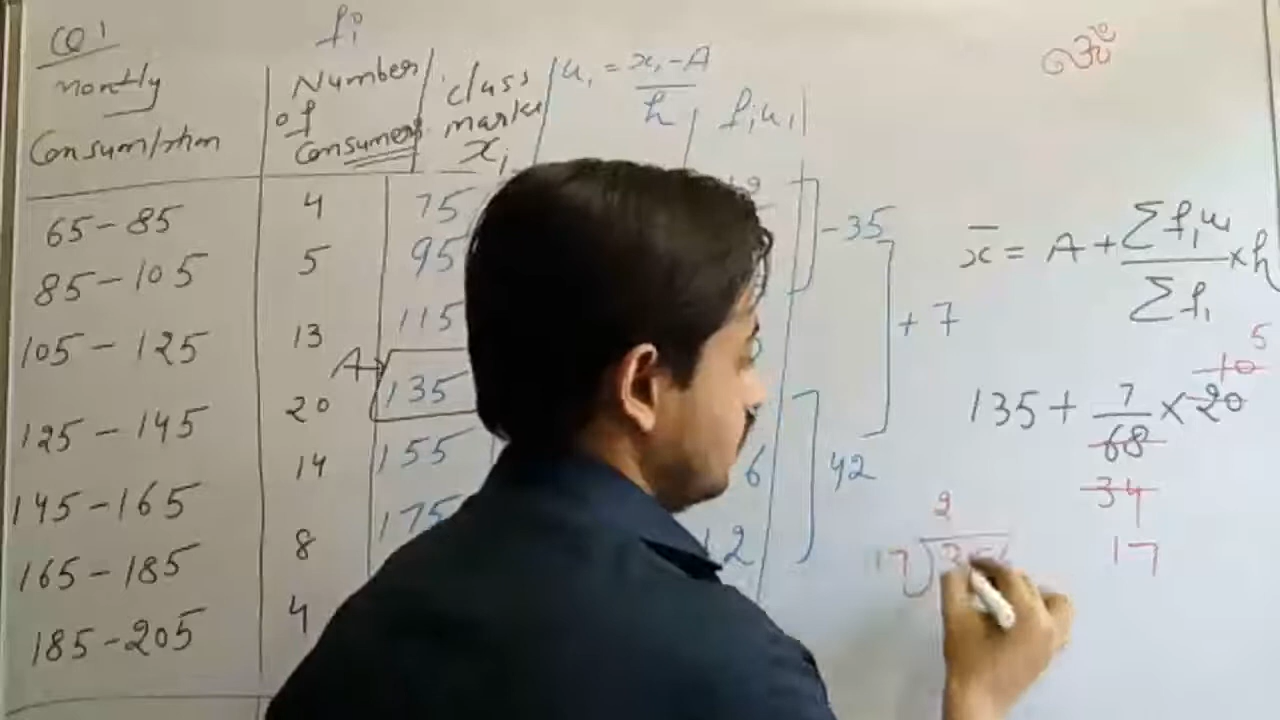 Q1
Monthly Consumption
fi
Number of Consumers
class marks xi
ui = xi - A / h
fiui
65-85 4 75
85-105 5 95
105-125 13 115
125-145 20 A→ 135
145-165 14 155 6
165-185 8 175 12
185-205 4
-35
+7
42
x̄ = A + Σfiui / Σfi × h
135 + 7/68 × 20
10
5
34
17
2
17